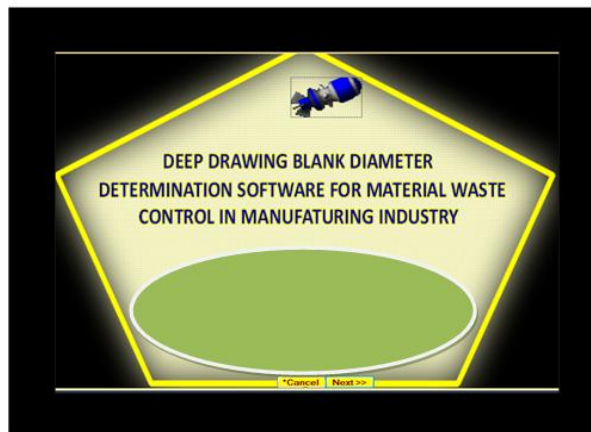 DEEP DRAWING BLANK DIAMETER
DETERMINATION SOFTWARE FOR MATERIAL WASTE
CONTROL IN MANUFATURING INDUSTRY
*Cancel Next >>